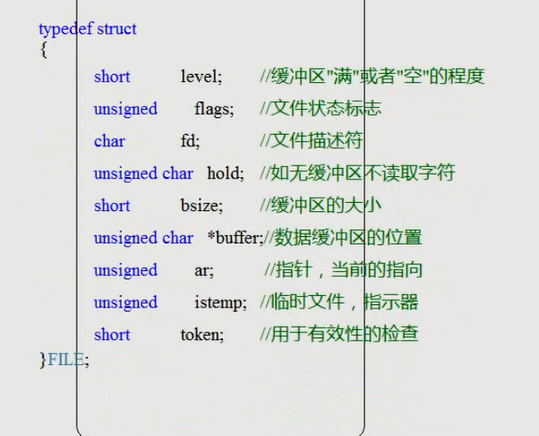 typedef struct
{
short level; //缓冲区"满"或者"空"的程度
unsigned flags; //文件状态标志
char fd; //文件描述符
unsigned char hold; //如无缓冲区不读取字符
short bsize; //缓冲区的大小
unsigned char *buffer;//数据缓冲区的位置
unsigned ar; //指针，当前的指向
unsigned istemp; //临时文件，指示器
short token; //用于有效性的检查
}FILE;